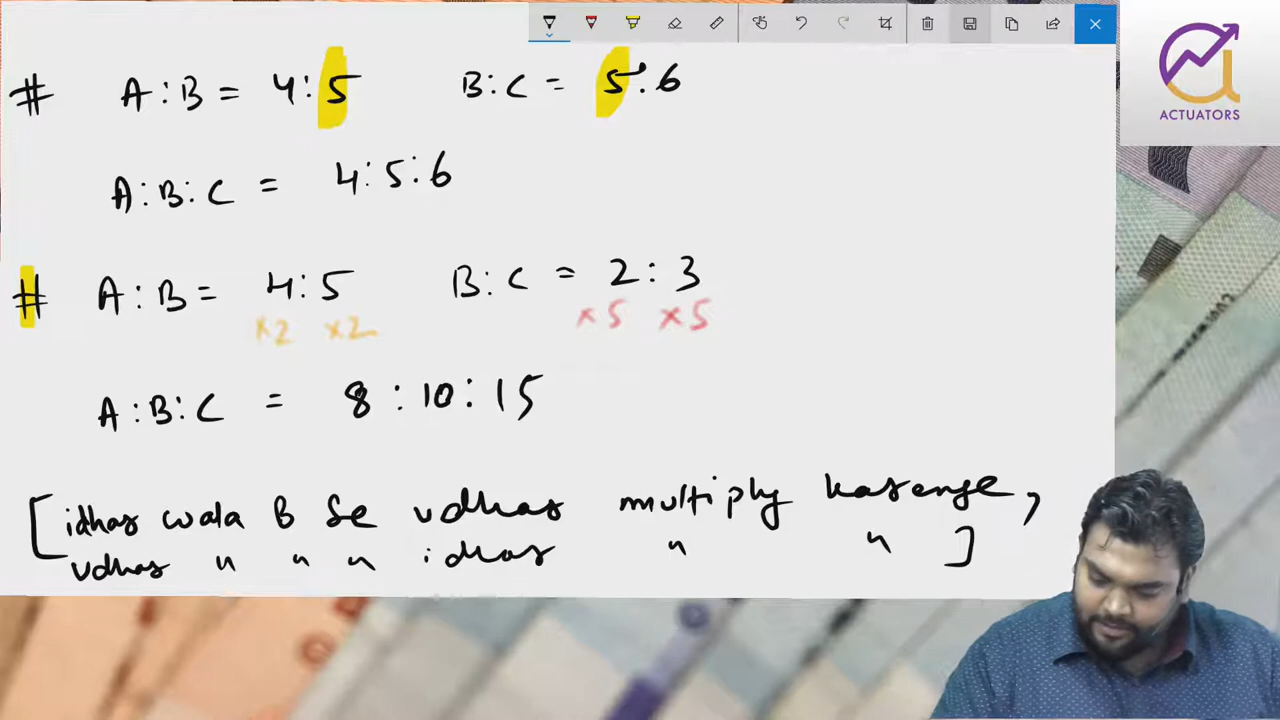 # A:B = 4:5 B:C = 5:6
ACTUATORS
A:B:C = 4:5:6
# A:B = 4:5 B:C = 2:3
×2 ×2 ×5 ×5
A:B:C = 8:10:15
[idhar wala B se udhar multiply karenge,
udhar " " " idhar " " ]